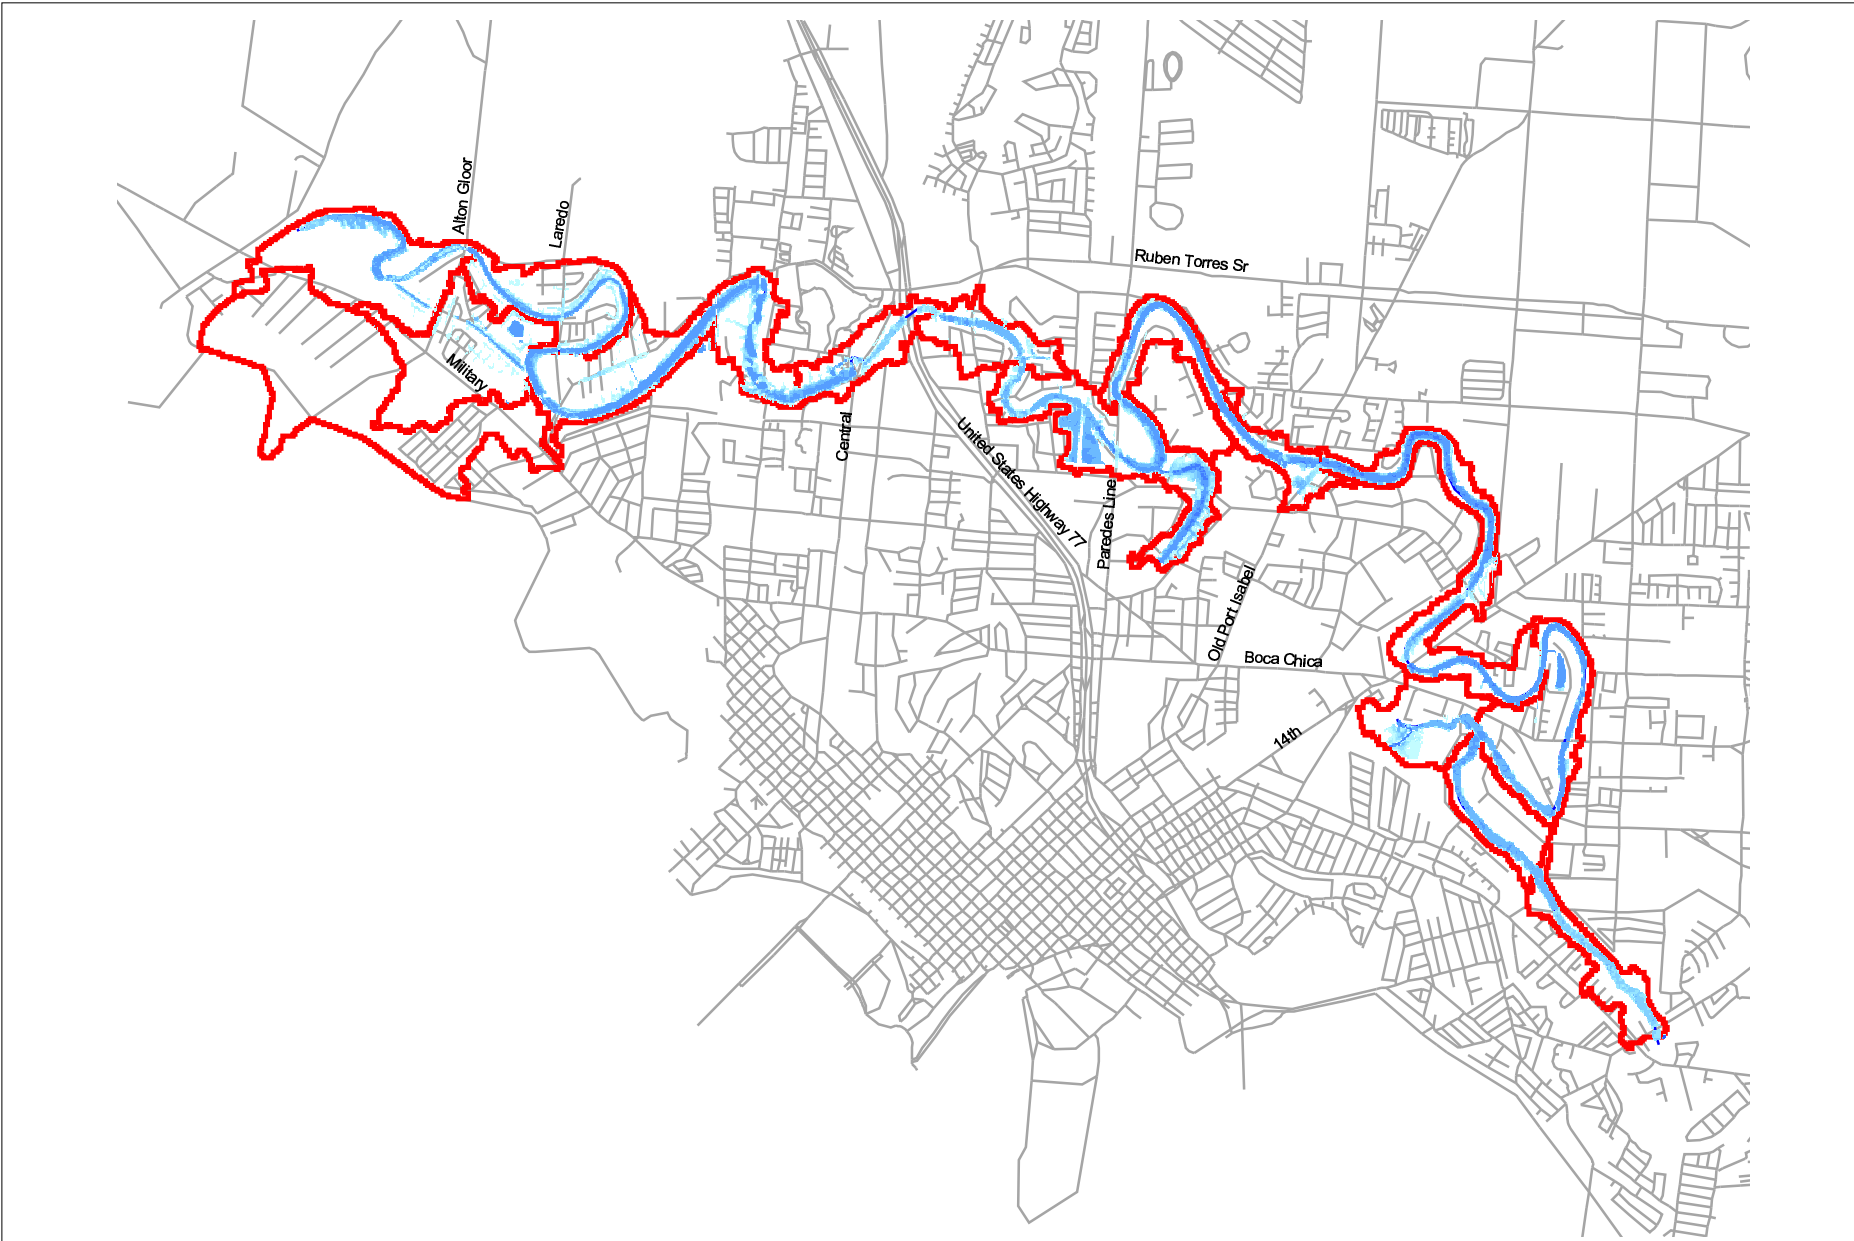 Alton Gloor
Laredo
Ruben Torres Sr
Military
Central
United States Highway 77
Paredes Line
Old Port Isabel
Boca Chica
14th